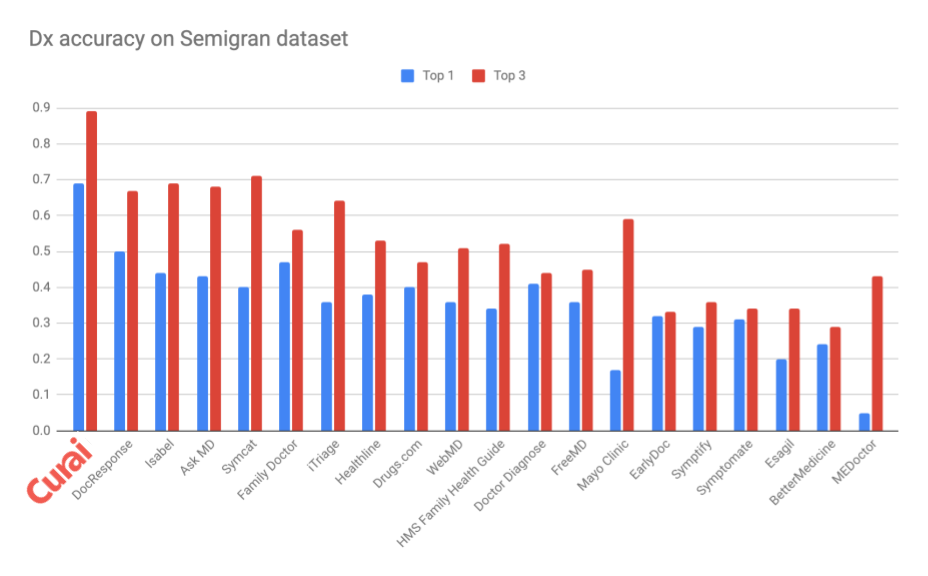 Dx accuracy on Semigran dataset
Top 1 Top 3
0.9
0.8
0.7
0.6
0.5
0.4
0.3
0.2
0.1
0.0
Curai
DocResponse
Isabel
Ask MD
Symcat
Family Doctor
iTriage
Healthline
Drugs.com
WebMD
HMS Family Health Guide
Doctor Diagnose
FreeMD
Mayo Clinic
EarlyDoc
Symptify
Symptomate
Esagil
BetterMedicine
MEDoctor